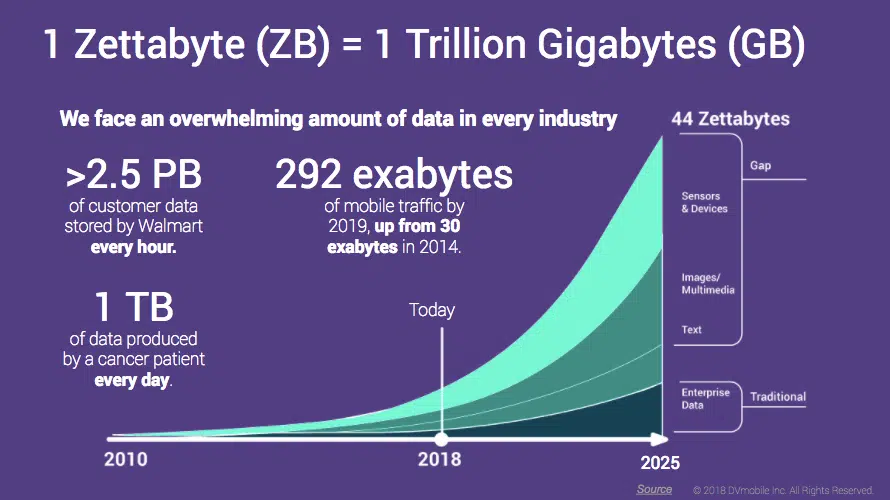 1 Zettabyte (ZB) = 1 Trillion Gigabytes (GB)
We face an overwhelming amount of data in every industry
>2.5 PB
of customer data
stored by Walmart
every hour.
292 exabytes
of mobile traffic by
2019, up from 30
exabytes in 2014.
1 TB
of data produced
by a cancer patient
every day.
Today
44 Zettabytes
Gap
Sensors
& Devices
Images/
Multimedia
Text
Enterprise
Data
Traditional
2010
2018
2025
Source
© 2018 DVmobile Inc. All Rights Reserved.